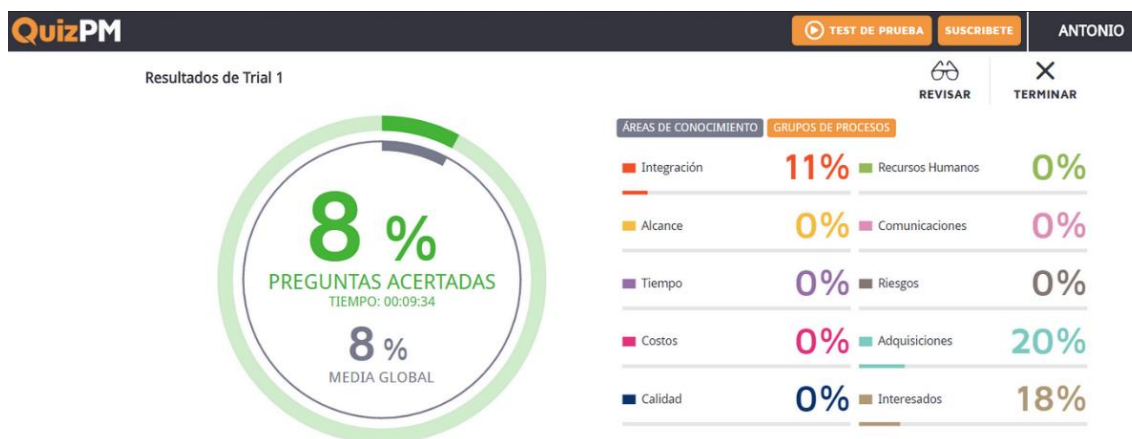 QuizPM
TEST DE PRUEBA
SUSCRIBETE
ANTONIO
Resultados de Trial 1
REVISAR
TERMINAR
8 %
PREGUNTAS ACERTADAS
TIEMPO: 00:09:34
8 %
MEDIA GLOBAL
ÁREAS DE CONOCIMIENTO
GRUPOS DE PROCESOS
Integración 11%
Recursos Humanos 0%
Alcance 0%
Comunicaciones 0%
Tiempo 0%
Riesgos 0%
Costos 0%
Adquisiciones 20%
Calidad 0%
Interesados 18%